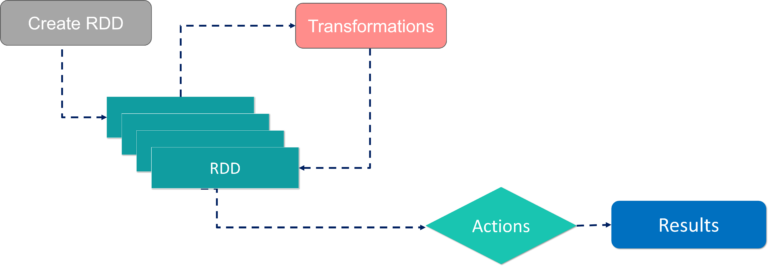 Create RDD
Transformations
RDD
Actions
Results